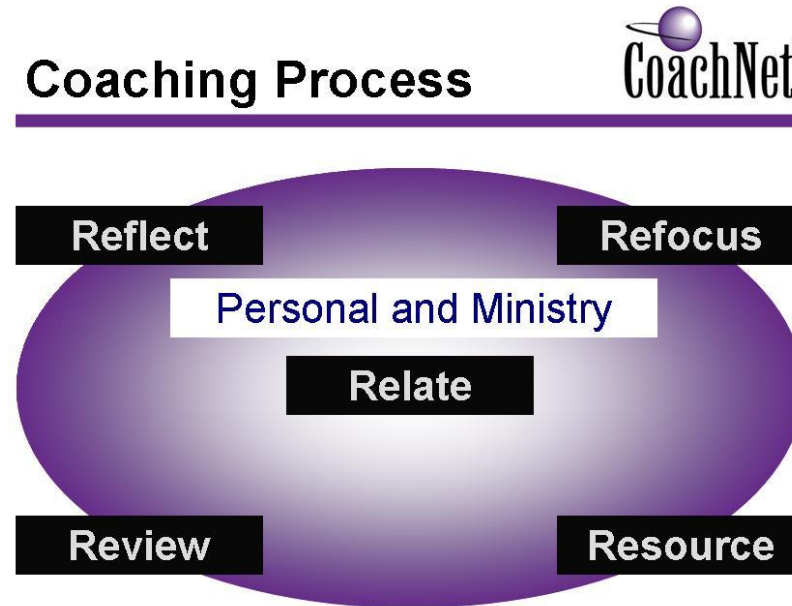 Coaching Process
CoachNet
Reflect
Refocus
Personal and Ministry
Relate
Review
Resource